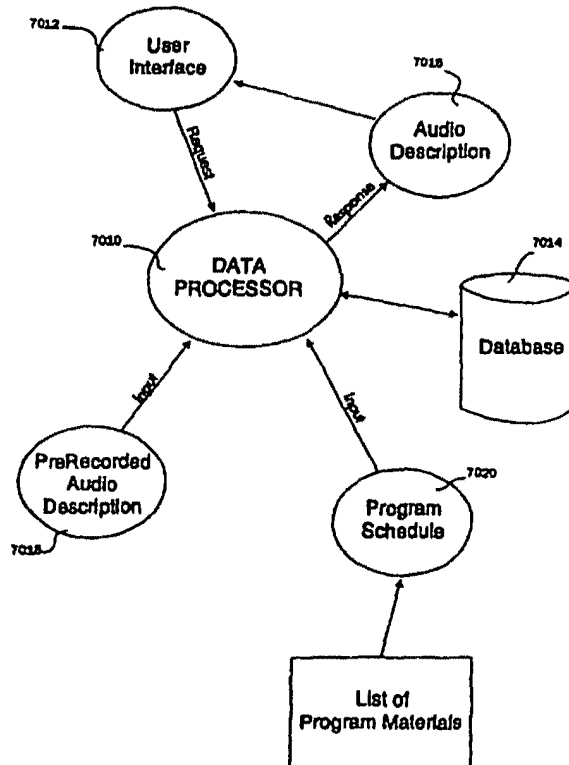 7012
User
Interface
7016
Audio
Description
Request
Response
7010
DATA
PROCESSOR
7014
Database
Input
Input
PreRecorded
Audio
Description
7018
7020
Program
Schedule
List of
Program Materials